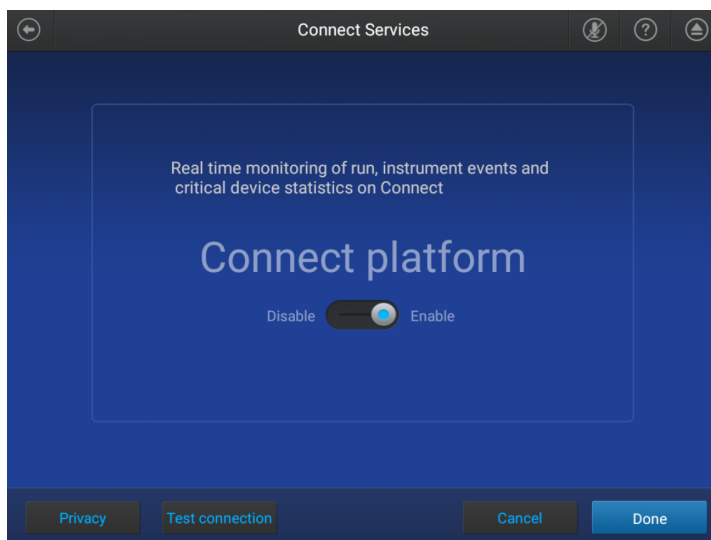 Connect Services
?
Real time monitoring of run, instrument events and
critical device statistics on Connect
Connect platform
Disable Enable
Privacy Test connection Cancel Done